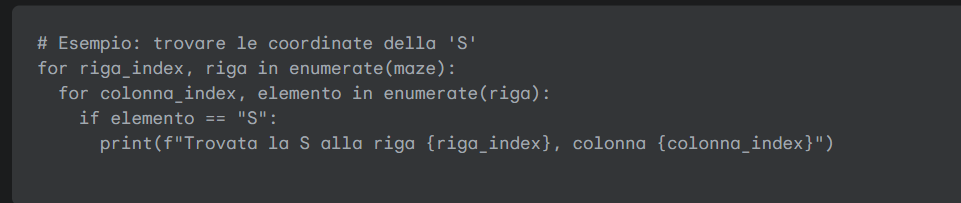 # Esempio: trovare le coordinate della 'S'
for riga_index, riga in enumerate(maze):
  for colonna_index, elemento in enumerate(riga):
    if elemento == "S":
      print(f"Trovata la S alla riga {riga_index}, colonna {colonna_index}")